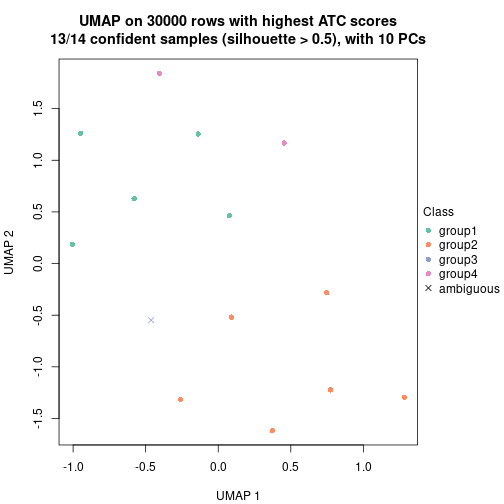 UMAP on 30000 rows with highest ATC scores
13/14 confident samples (silhouette > 0.5), with 10 PCs
1.5
1.0
0.5
0.0
-0.5
-1.0
-1.5
UMAP 2
Class
group1
group2
group3
group4
ambiguous
-1.0 -0.5 0.0 0.5 1.0
UMAP 1